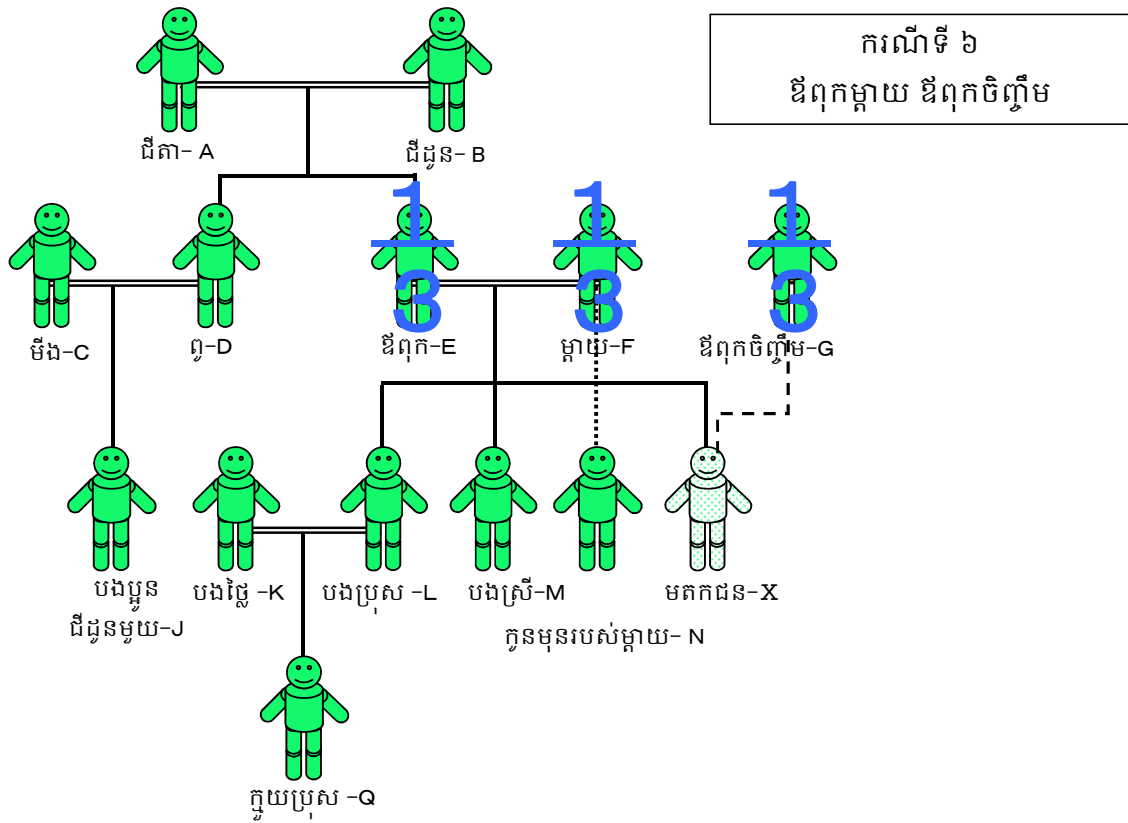 ករណីទី ៦
ឪពុកម្ដាយ ឪពុកចិញ្ចឹម
ជីតា- A
ជីដូន- B
1
3
1
3
1
3
មីង-C
ពូ-D
ឪពុក-E
ម្ដាយ-F
ឪពុកចិញ្ចឹម-G
បងប្អូន
ជីដូនមួយ-J
បងថ្លៃ -K
បងប្រុស -L
បងស្រី-M
កូនមុនរបស់ម្ដាយ- N
មតកជន-X
ក្មួយប្រុស -Q